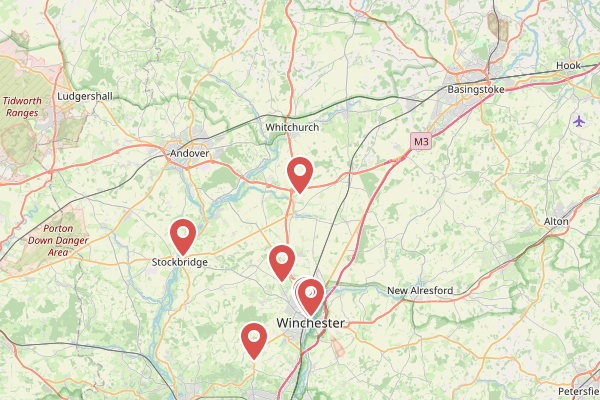 Hook
Basingstoke
Tidworth
Ranges
Ludgershall
Whitchurch
M3
Andover
Alton
Porton
Down Danger
Area
Stockbridge
New Alresford
Winchester
Petersfie